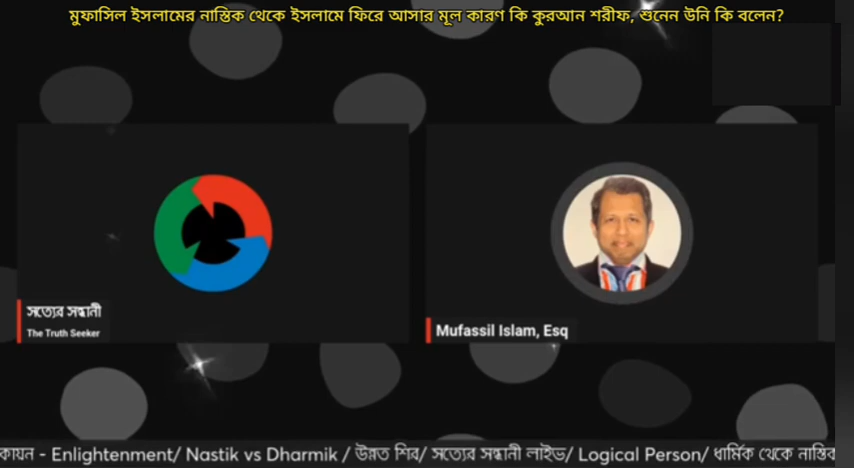 মুফাসিল ইসলামের নাস্তিক থেকে ইসলামে ফিরে আসার মূল কারণ কি কুরআন শরীফ, শুনেন উনি কি বলেন?
সত্যের সন্ধানী
The Truth Seeker
Mufassil Islam, Esq
কাযন - Enlightenment/ Nastik vs Dharmik / উন্নত শির/ সত্যের সন্ধানী লাইভ/ Logical Person/ ধার্মিক থেকে নাস্তিক